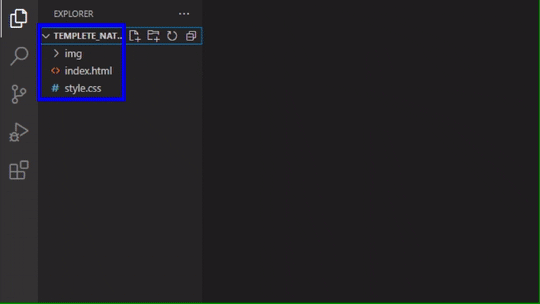 EXPLORER
TEMPLETE_NAT...
img
index.html
style.css